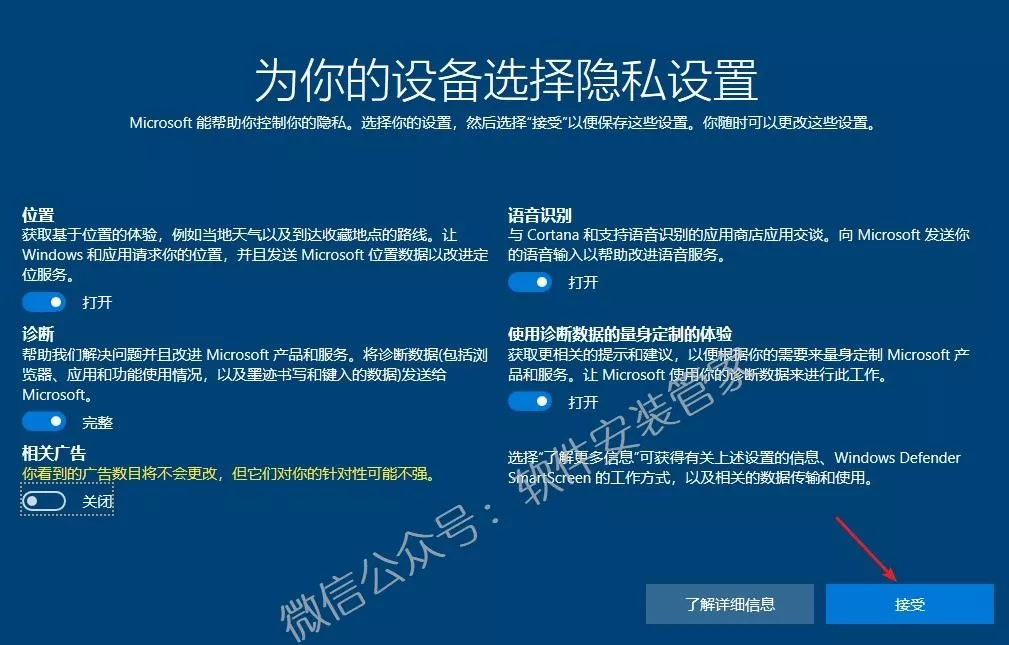 为你的设备选择隐私设置
Microsoft 能帮助你控制你的隐私。选择你的设置，然后选择“接受”以便保存这些设置。你随时可以更改这些设置。
位置
获取基于位置的体验，例如当地天气以及到达收藏地点的路线。让
Windows 和应用请求你的位置，并且发送 Microsoft 位置数据以改进定
位服务。
打开
诊断
帮助我们解决问题并且改进 Microsoft 产品和服务。将诊断数据(包括浏
览器、应用和功能使用情况，以及墨迹书写和键入的数据)发送给
Microsoft。
完整
相关广告
你看到的广告数目将不会更改，但它们对你的针对性可能不强。
关闭
语音识别
与 Cortana 和支持语音识别的应用商店应用交谈。向 Microsoft 发送你
的语音输入以帮助改进语音服务。
打开
使用诊断数据的量身定制的体验
获取更相关的提示和建议，以便根据你的需要来量身定制 Microsoft 产
品和服务。让 Microsoft 使用你的诊断数据来进行此工作。
打开
选择“了解更多信息”可获得有关上述设置的信息、Windows Defender
SmartScreen 的工作方式，以及相关的数据传输和使用。
微信公众号：软件安装管家
了解详细信息
接受